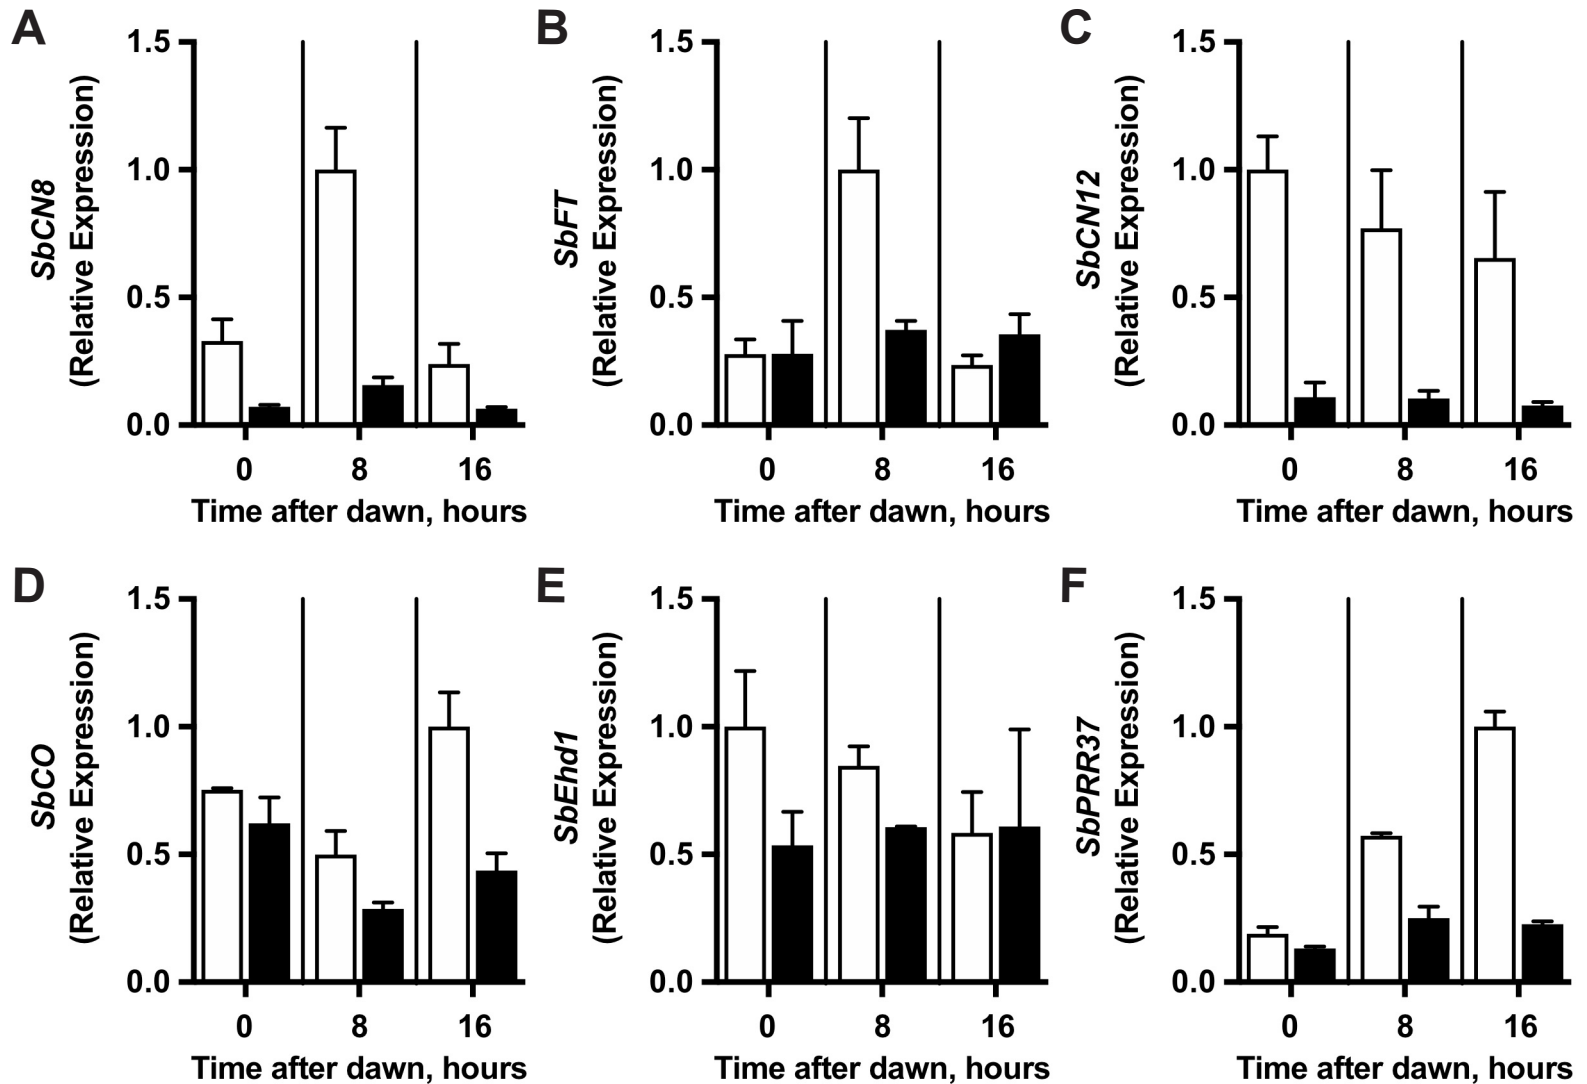 A
SbCN8
(Relative Expression)
1.5
1.0
0.5
0.0
0 8 16
Time after dawn, hours
B
SbFT
(Relative Expression)
1.5
1.0
0.5
0.0
0 8 16
Time after dawn, hours
C
SbCN12
(Relative Expression)
1.5
1.0
0.5
0.0
0 8 16
Time after dawn, hours
D
SbCO
(Relative Expression)
1.5
1.0
0.5
0.0
0 8 16
Time after dawn, hours
E
SbEhd1
(Relative Expression)
1.5
1.0
0.5
0.0
0 8 16
Time after dawn, hours
F
SbPRR37
(Relative Expression)
1.5
1.0
0.5
0.0
0 8 16
Time after dawn, hours